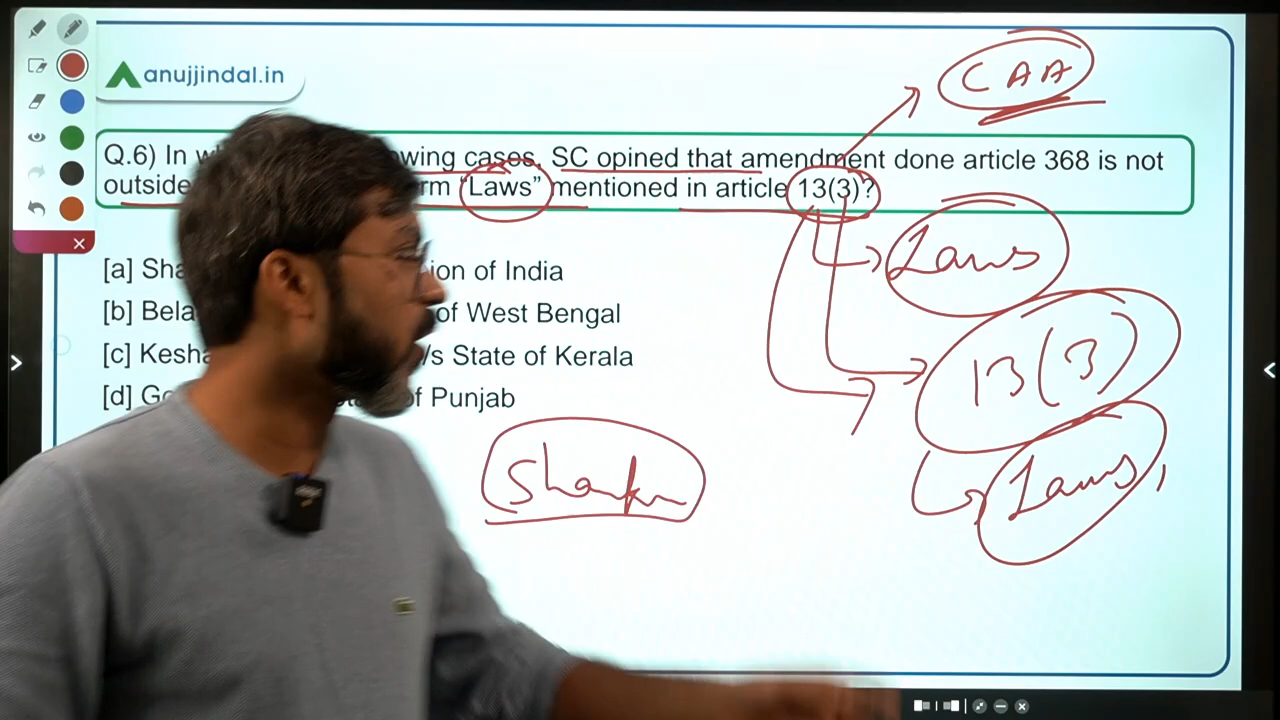 anujjindal.in
CAA
Q.6) In w owing cases, SC opined that amendment done article 368 is not
outside rm “Laws” mentioned in article 13(3)?
Laws
[a] Sha ion of India
[b] Bela of West Bengal
[c] Kesha /s State of Kerala
13(3)
[d] Go of Punjab
Laws